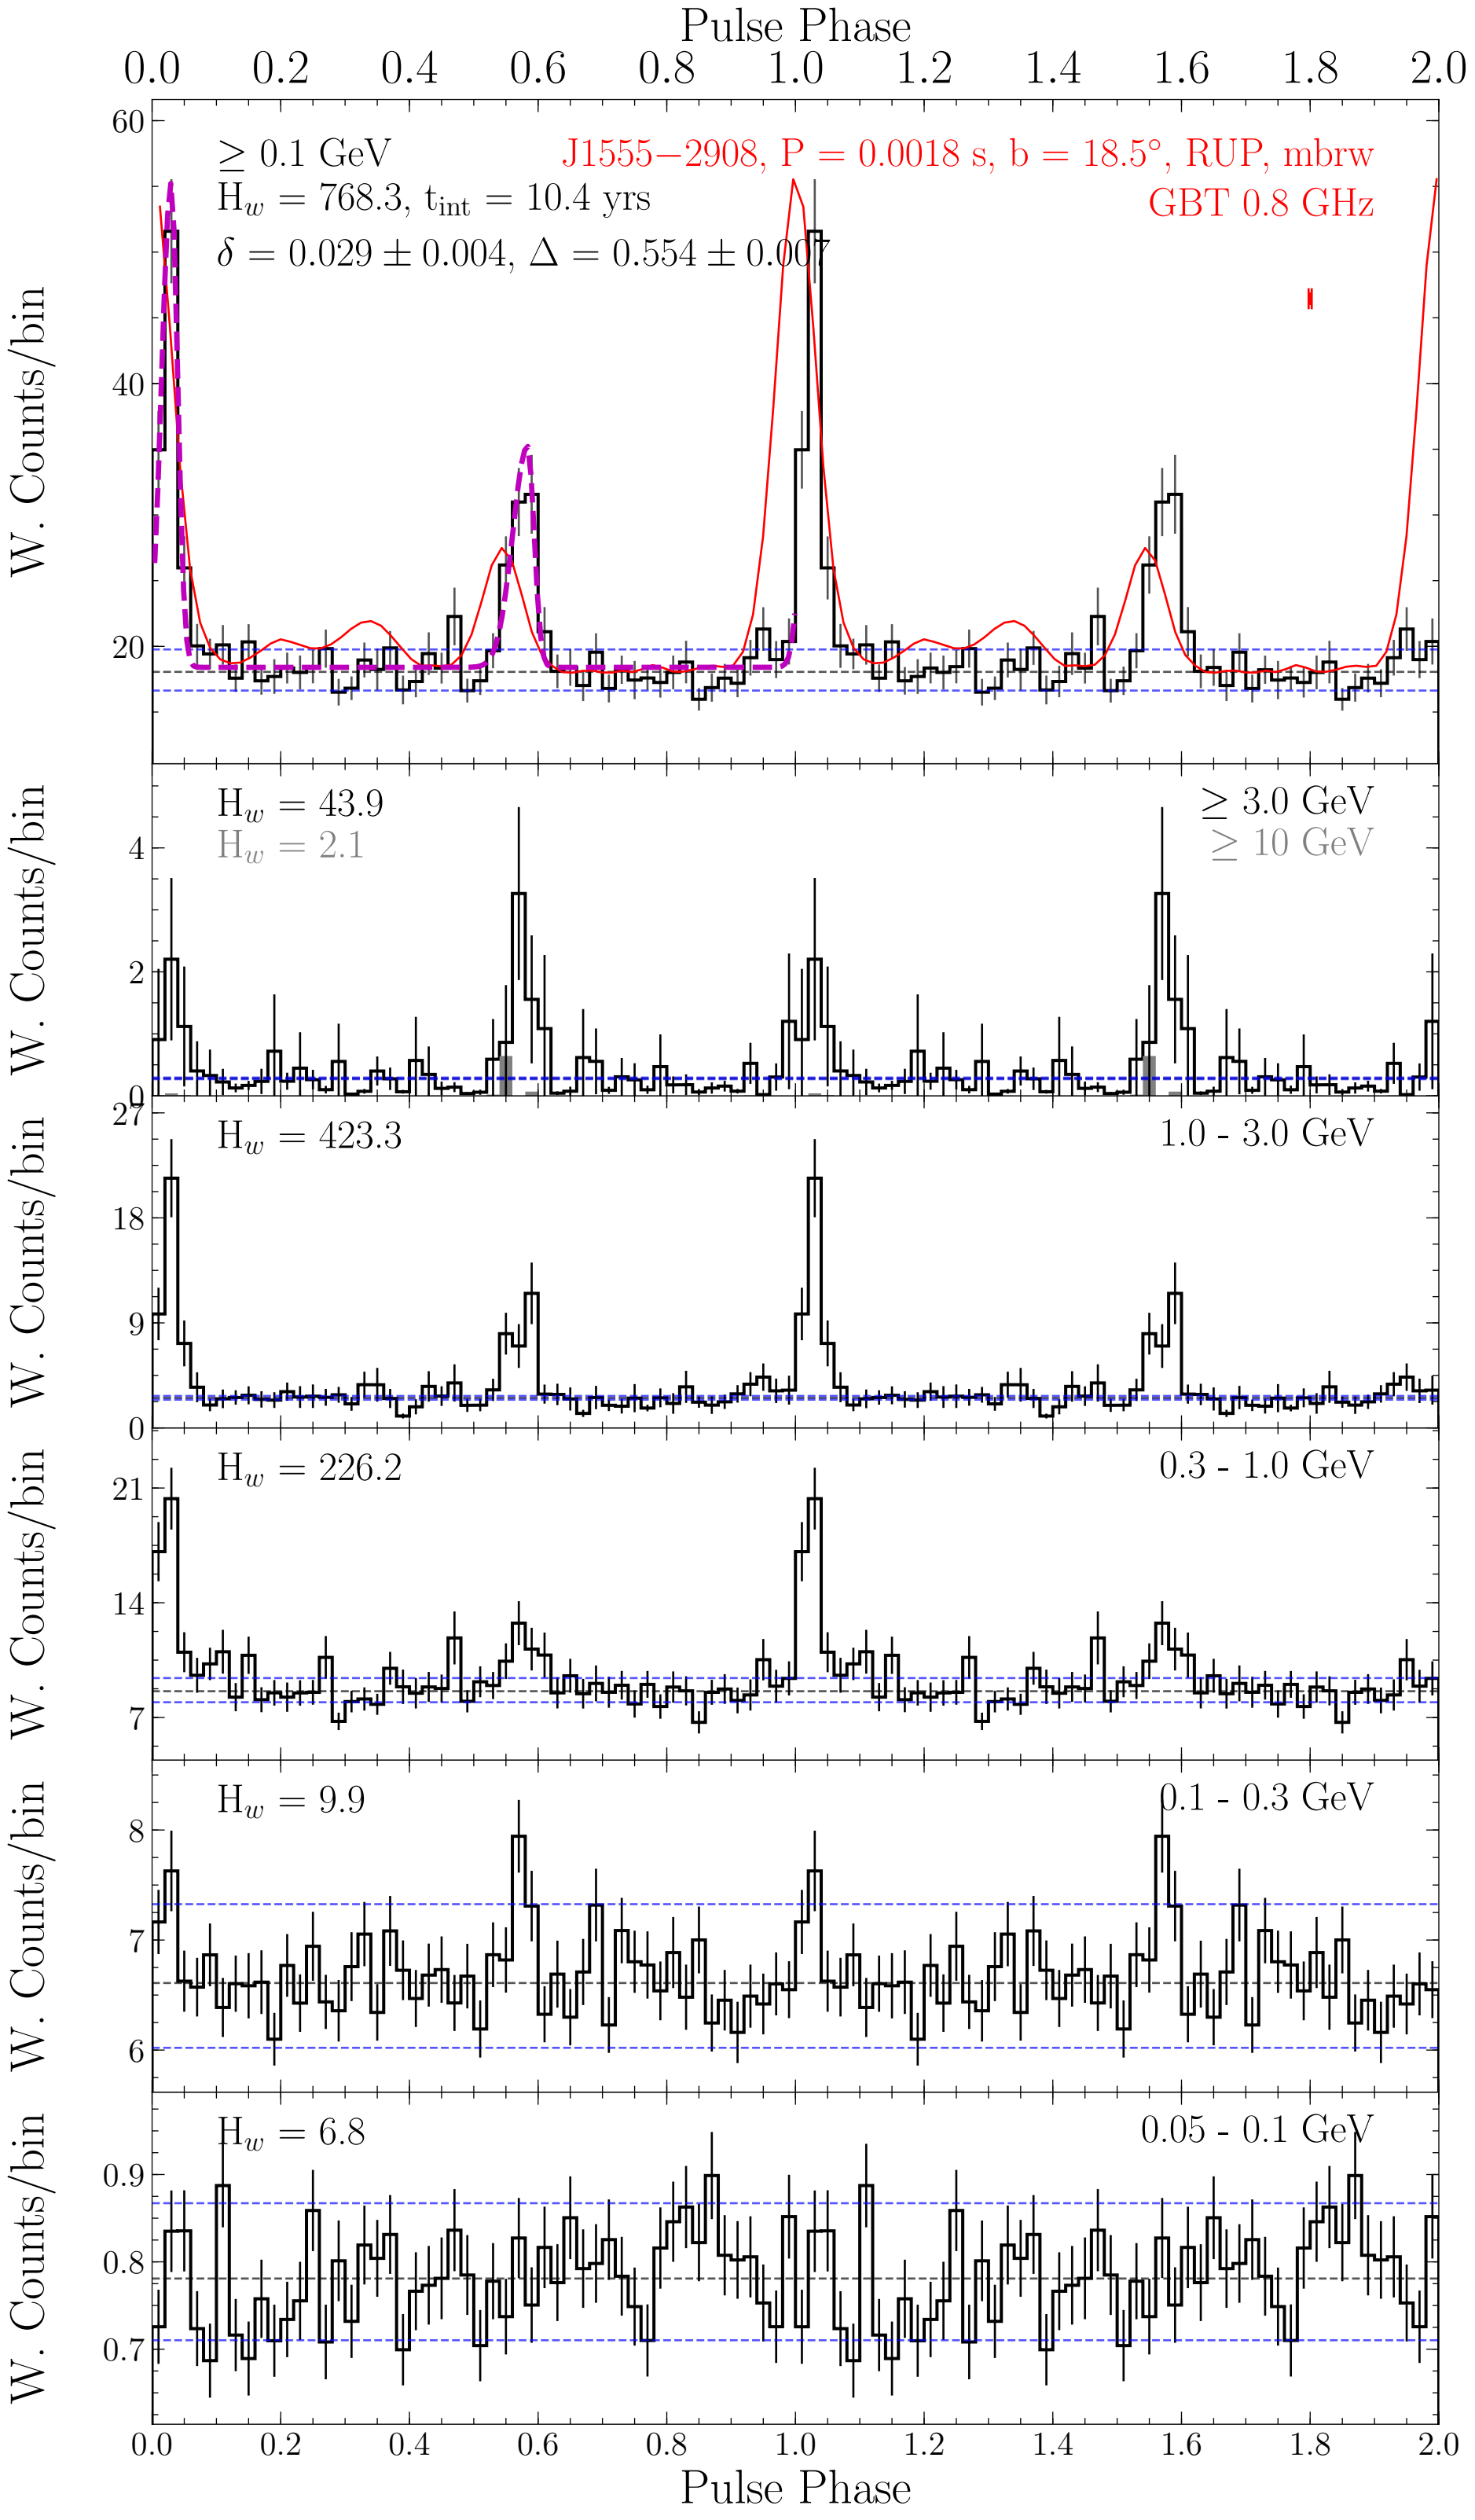 Pulse Phase
0.0 0.2 0.4 0.6 0.8 1.0 1.2 1.4 1.6 1.8 2.0
W. Counts/bin
60
40
20
≥ 0.1 GeV
H_w = 768.3, t_int = 10.4 yrs
δ = 0.029 ± 0.004, Δ = 0.554 ± 0.007
J1555−2908, P = 0.0018 s, b = 18.5°, RUP, mbrw
GBT 0.8 GHz
W. Counts/bin
4
2
0
H_w = 43.9
H_w = 2.1
≥ 3.0 GeV
≥ 10 GeV
W. Counts/bin
27
18
9
0
H_w = 423.3
1.0 - 3.0 GeV
W. Counts/bin
21
14
7
H_w = 226.2
0.3 - 1.0 GeV
W. Counts/bin
8
7
6
H_w = 9.9
0.1 - 0.3 GeV
W. Counts/bin
0.9
0.8
0.7
H_w = 6.8
0.05 - 0.1 GeV
0.0 0.2 0.4 0.6 0.8 1.0 1.2 1.4 1.6 1.8 2.0
Pulse Phase